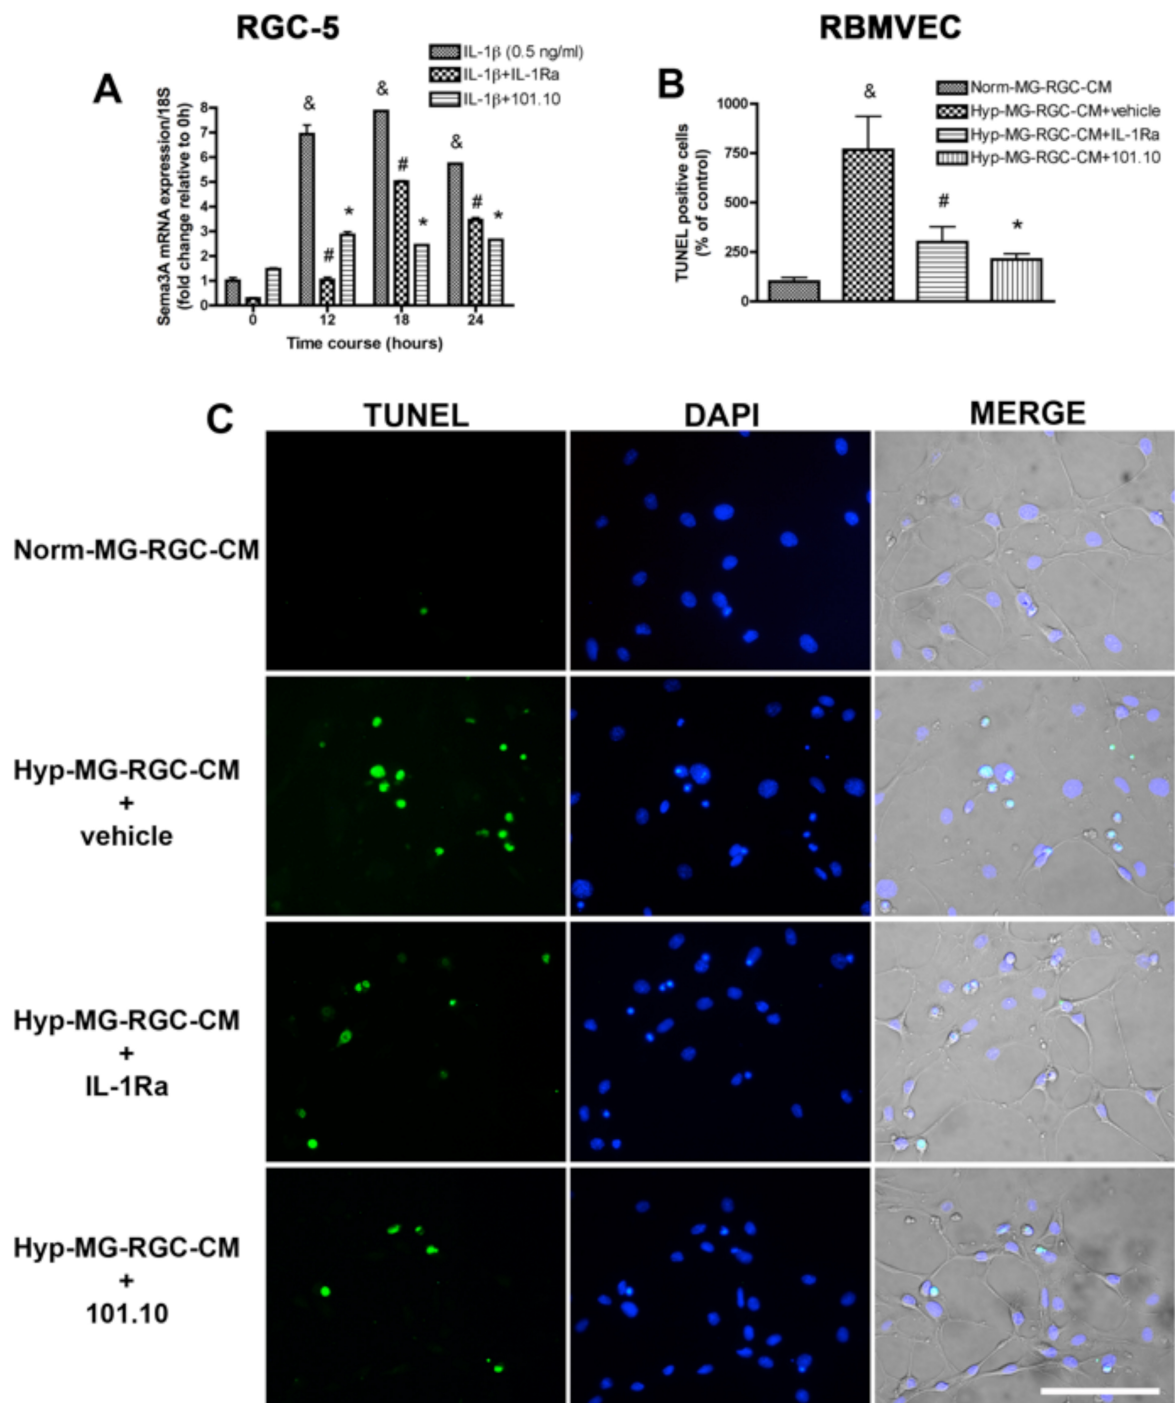 RGC-5
RBMVEC
A
IL-1β (0.5 ng/ml)
IL-1β+IL-1Ra
IL-1β+101.10
Sema3A mRNA expression/18S
(fold change relative to 0h)
8
7
6
5
4
3
2
1
0
&
#
*
&
#
*
&
#
*
0 12 18 24
Time course (hours)
B
Norm-MG-RGC-CM
Hyp-MG-RGC-CM+vehicle
Hyp-MG-RGC-CM+IL-1Ra
Hyp-MG-RGC-CM+101.10
TUNEL positive cells
(% of control)
1000
750
500
250
0
&
#
*
C
TUNEL DAPI MERGE
Norm-MG-RGC-CM
Hyp-MG-RGC-CM
+
vehicle
Hyp-MG-RGC-CM
+
IL-1Ra
Hyp-MG-RGC-CM
+
101.10